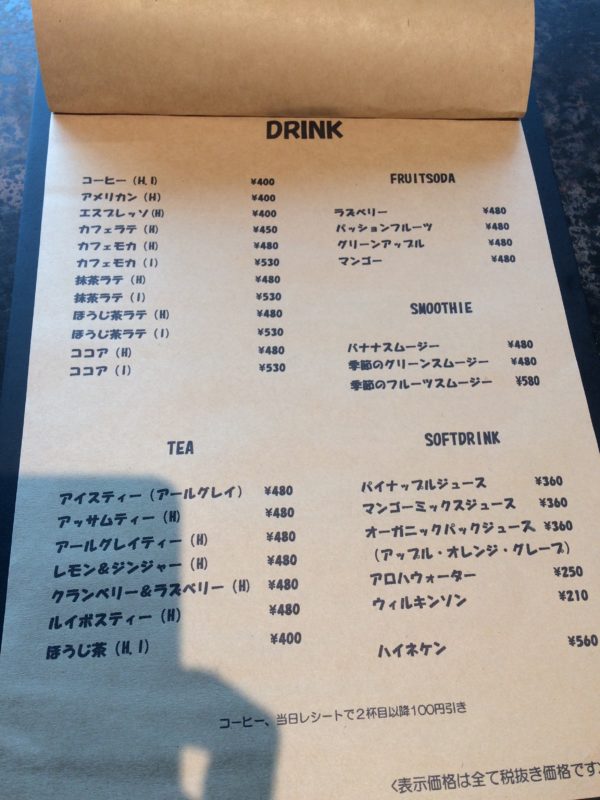 DRINK
コーヒー（H,I） ¥400
アメリカン（H） ¥400
エスプレッソ（H） ¥400
カフェラテ（H） ¥450
カフェモカ（H） ¥480
カフェモカ（I） ¥530
抹茶ラテ（H） ¥480
抹茶ラテ（I） ¥530
ほうじ茶ラテ（H） ¥480
ほうじ茶ラテ（I） ¥530
ココア（H） ¥480
ココア（I） ¥530
TEA
アイスティー（アールグレイ） ¥480
アッサムティー（H） ¥480
アールグレイティー（H） ¥480
レモン&ジンジャー（H） ¥480
クランベリー&ラズベリー（H） ¥480
ルイボスティー（H） ¥480
ほうじ茶（H,I） ¥400
FRUITSODA
ラズベリー ¥480
パッションフルーツ ¥480
グリーンアップル ¥480
マンゴー ¥480
SMOOTHIE
バナナスムージー ¥480
季節のグリーンスムージー ¥480
季節のフルーツスムージー ¥580
SOFTDRINK
パイナップルジュース ¥360
マンゴーミックスジュース ¥360
オーガニックパックジュース ¥360
（アップル・オレンジ・グレープ）
アロハウォーター ¥250
ウィルキンソン ¥210
ハイネケン ¥560
コーヒー、当日レシートで２杯目以降100円引き
<表示価格は全て税抜き価格です